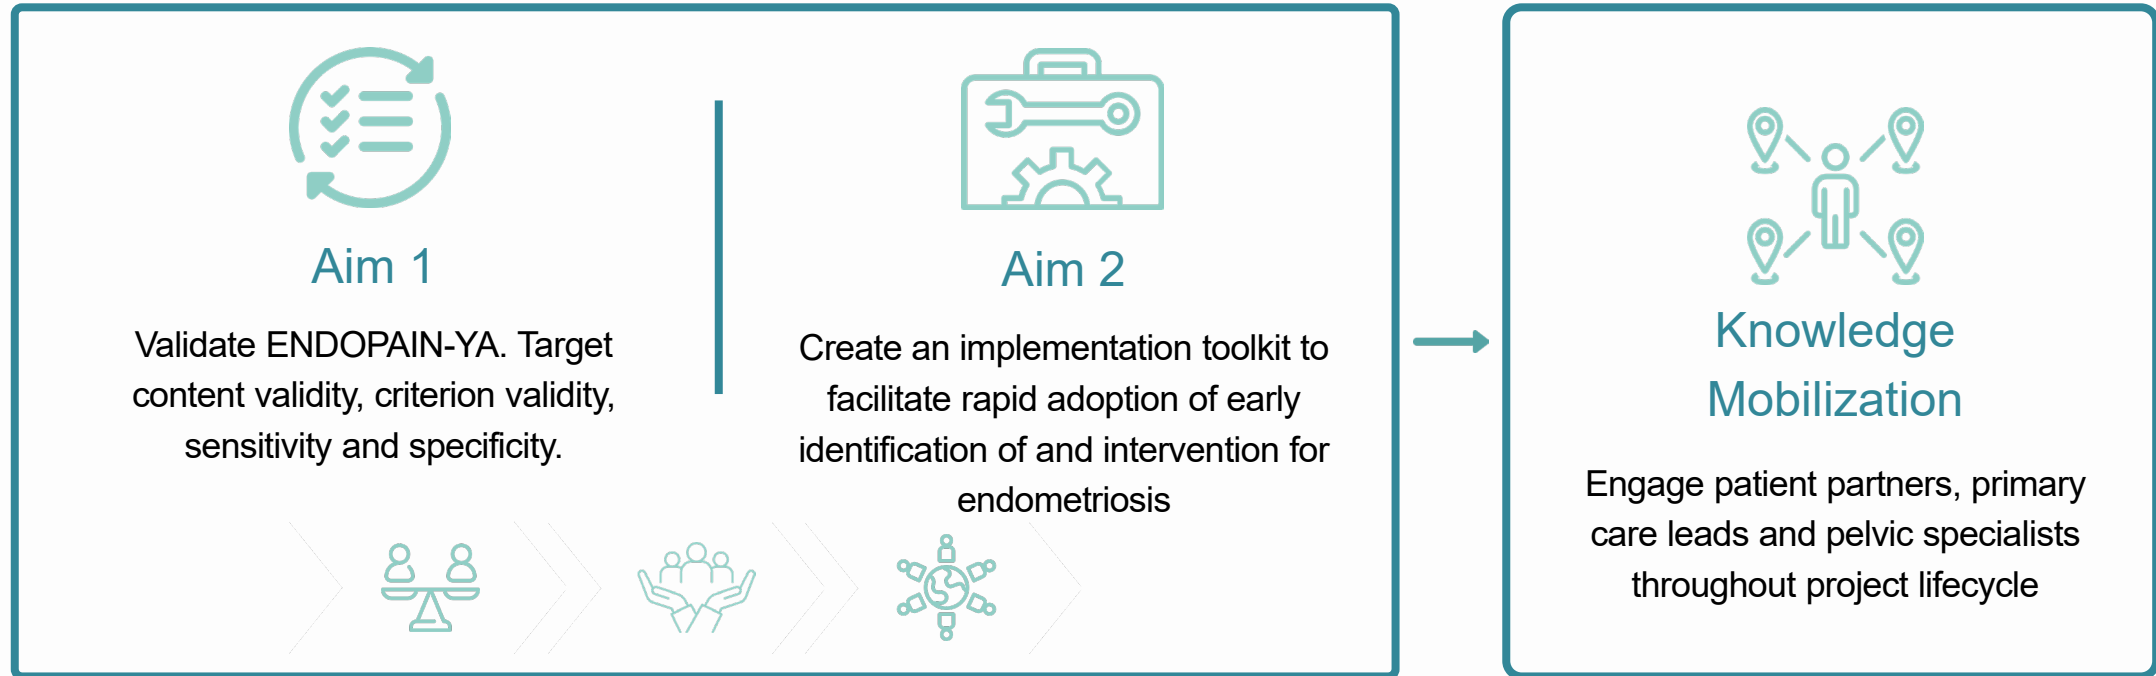 Aim 1
Validate ENDOPAIN-YA. Target
content validity, criterion validity,
sensitivity and specificity.
Aim 2
Create an implementation toolkit to
facilitate rapid adoption of early
identification of and intervention for
endometriosis
Knowledge
Mobilization
Engage patient partners, primary
care leads and pelvic specialists
throughout project lifecycle